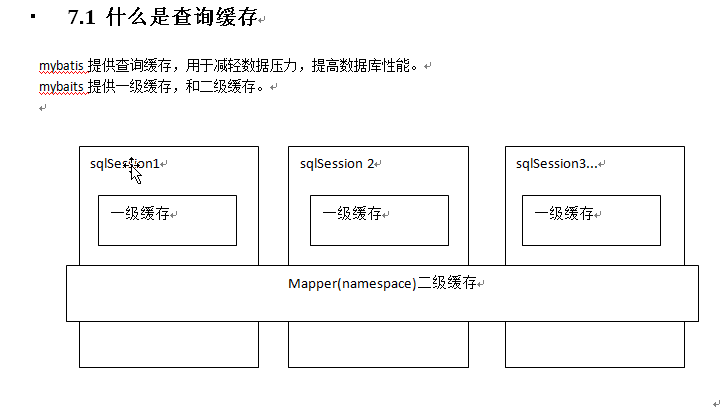 7.1 什么是查询缓存
mybatis 提供查询缓存，用于减轻数据压力，提高数据库性能。
mybaits 提供一级缓存，和二级缓存。
sqlSession1
sqlSession 2
sqlSession3...
一级缓存
一级缓存
一级缓存
Mapper(namespace)二级缓存